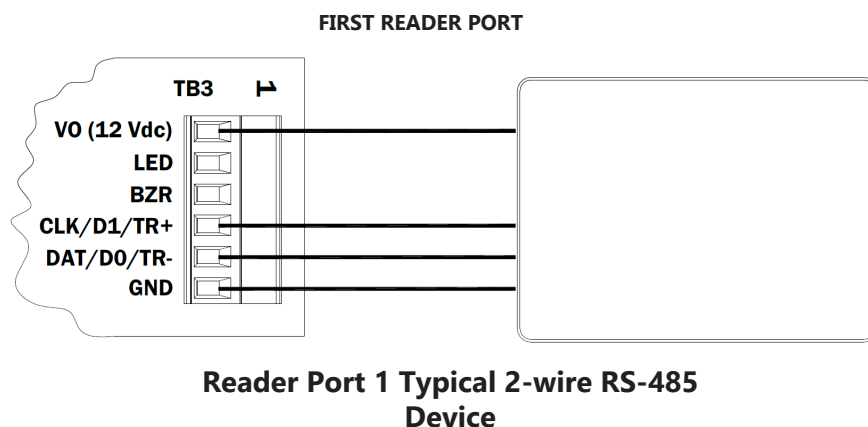 FIRST READER PORT
TB3 1
VO (12 Vdc)
LED
BZR
CLK/D1/TR+
DAT/D0/TR-
GND
Reader Port 1 Typical 2-wire RS-485
Device